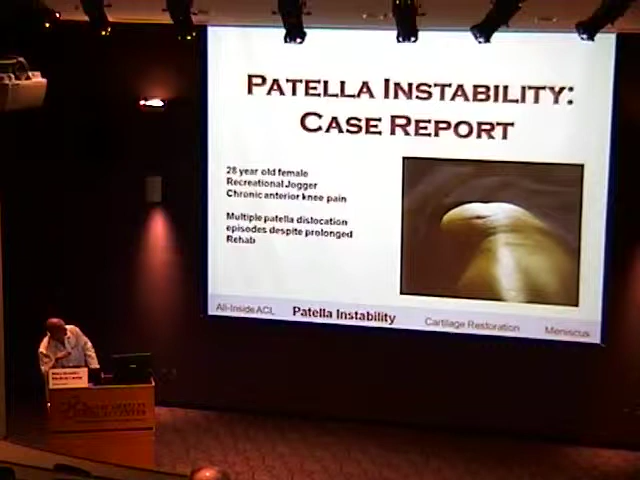 PATELLA INSTABILITY:
CASE REPORT
28 year old female
Recreational Jogger
Chronic anterior knee pain
Multiple patella dislocation
episodes despite prolonged
Rehab
All-Inside ACL Patella Instability Cartilage Restoration Meniscus